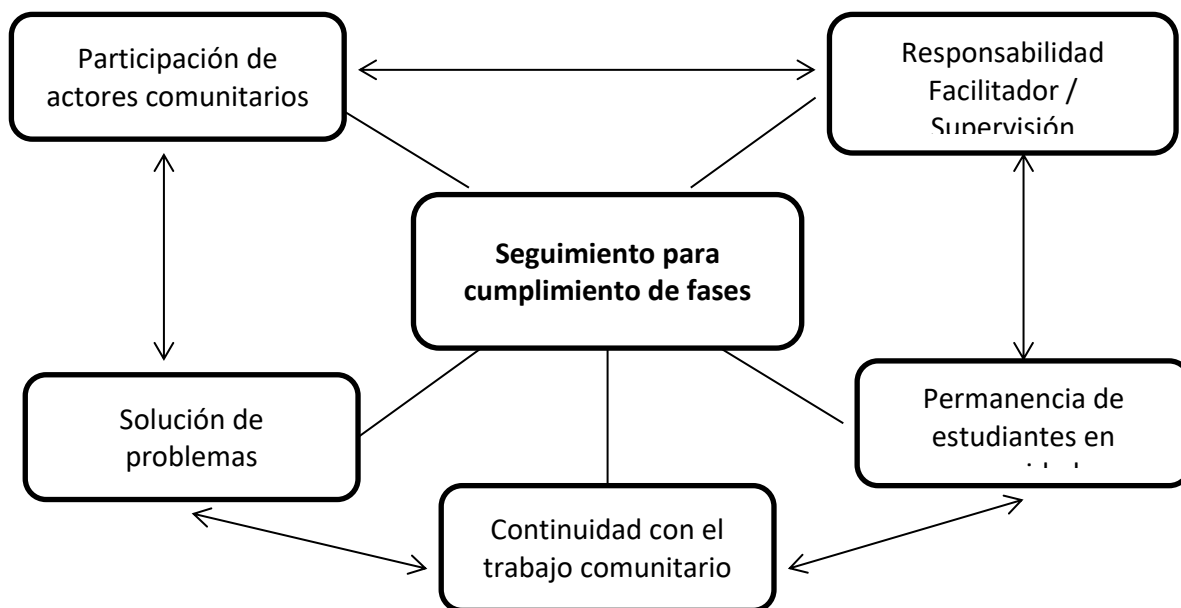 Participación de
actores comunitarios
Responsabilidad
Facilitador /
Supervisión
Seguimiento para
cumplimiento de fases
Solución de
problemas
Permanencia de
estudiantes en
Continuidad con el
trabajo comunitario